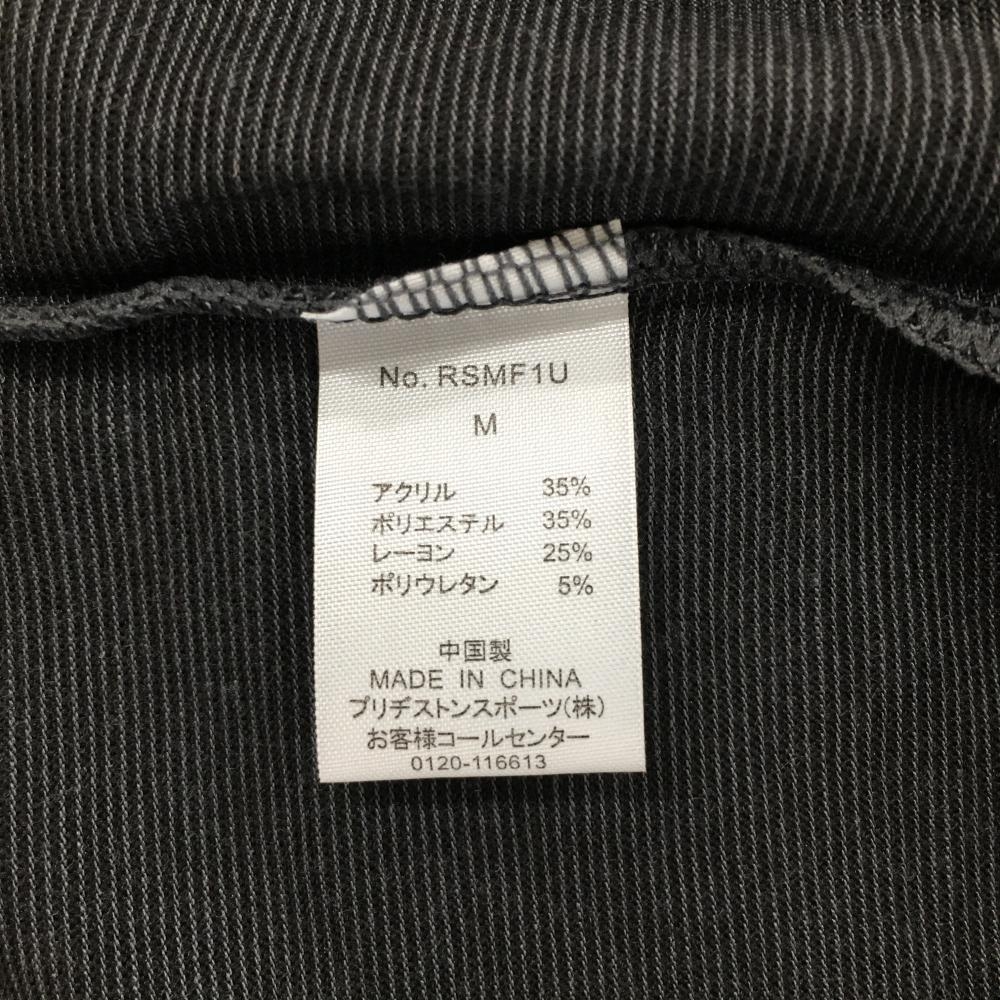 No. RSMF1U
M
アクリル 35%
ポリエステル 35%
レーヨン 25%
ポリウレタン 5%
中国製
MADE IN CHINA
プリヂストンスポーツ(株)
お客様コールセンター
0120-116613